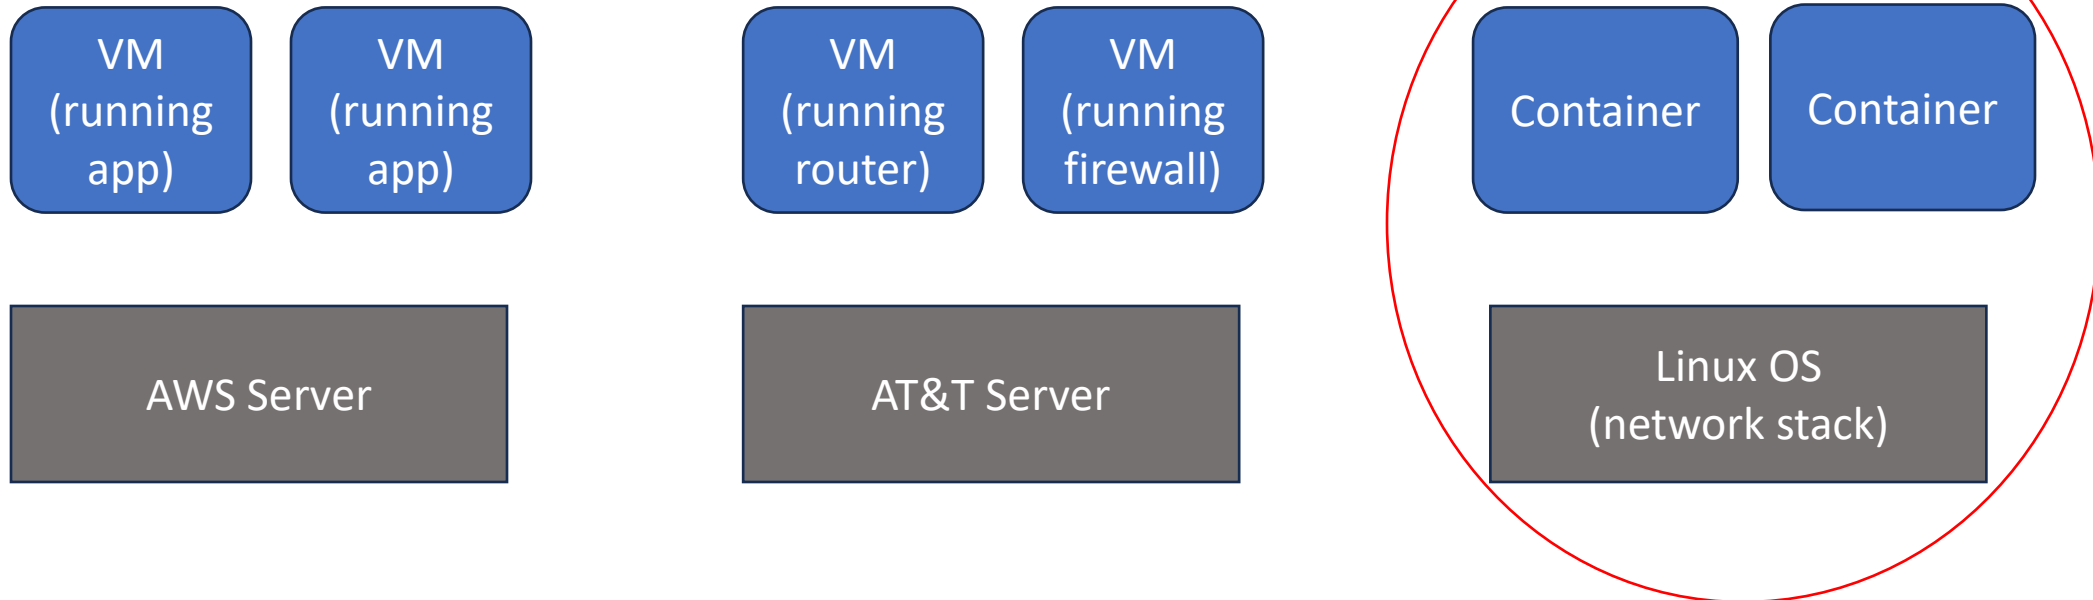 VM
(running
app)
VM
(running
app)
VM
(running
router)
VM
(running
firewall)
Container
Container
AWS Server
AT&T Server
Linux OS
(network stack)